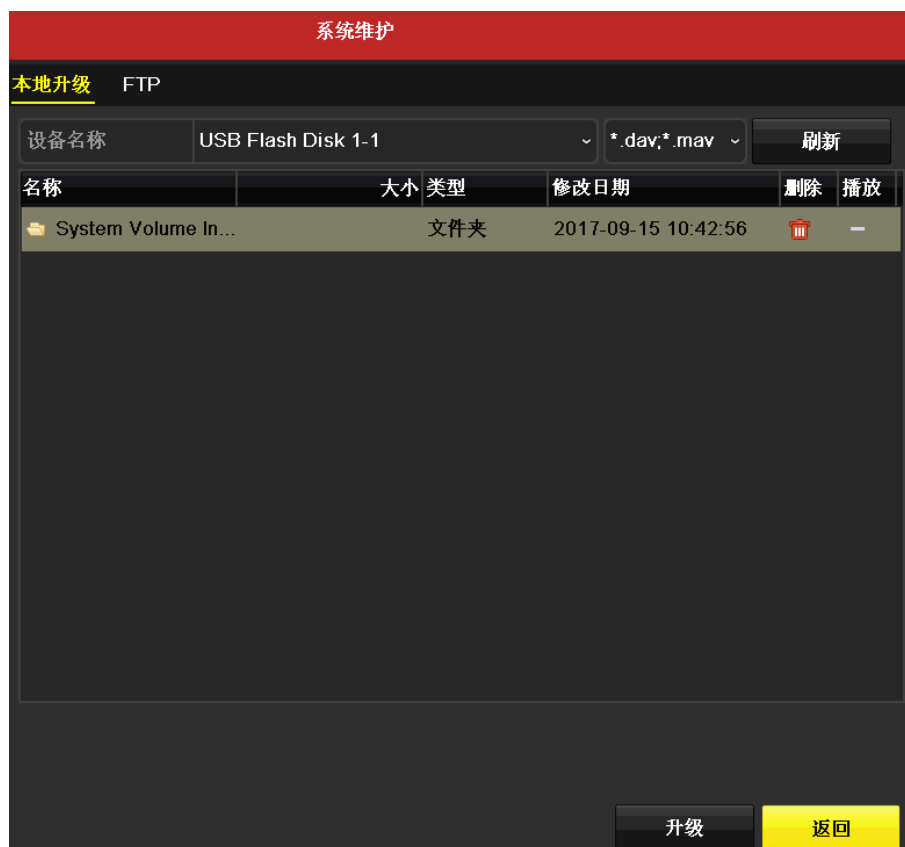 系统维护
本地升级 FTP
设备名称 USB Flash Disk 1-1 *.dav;*.mav 刷新
名称 大小 类型 修改日期 删除 播放
System Volume In... 文件夹 2017-09-15 10:42:56
升级 返回